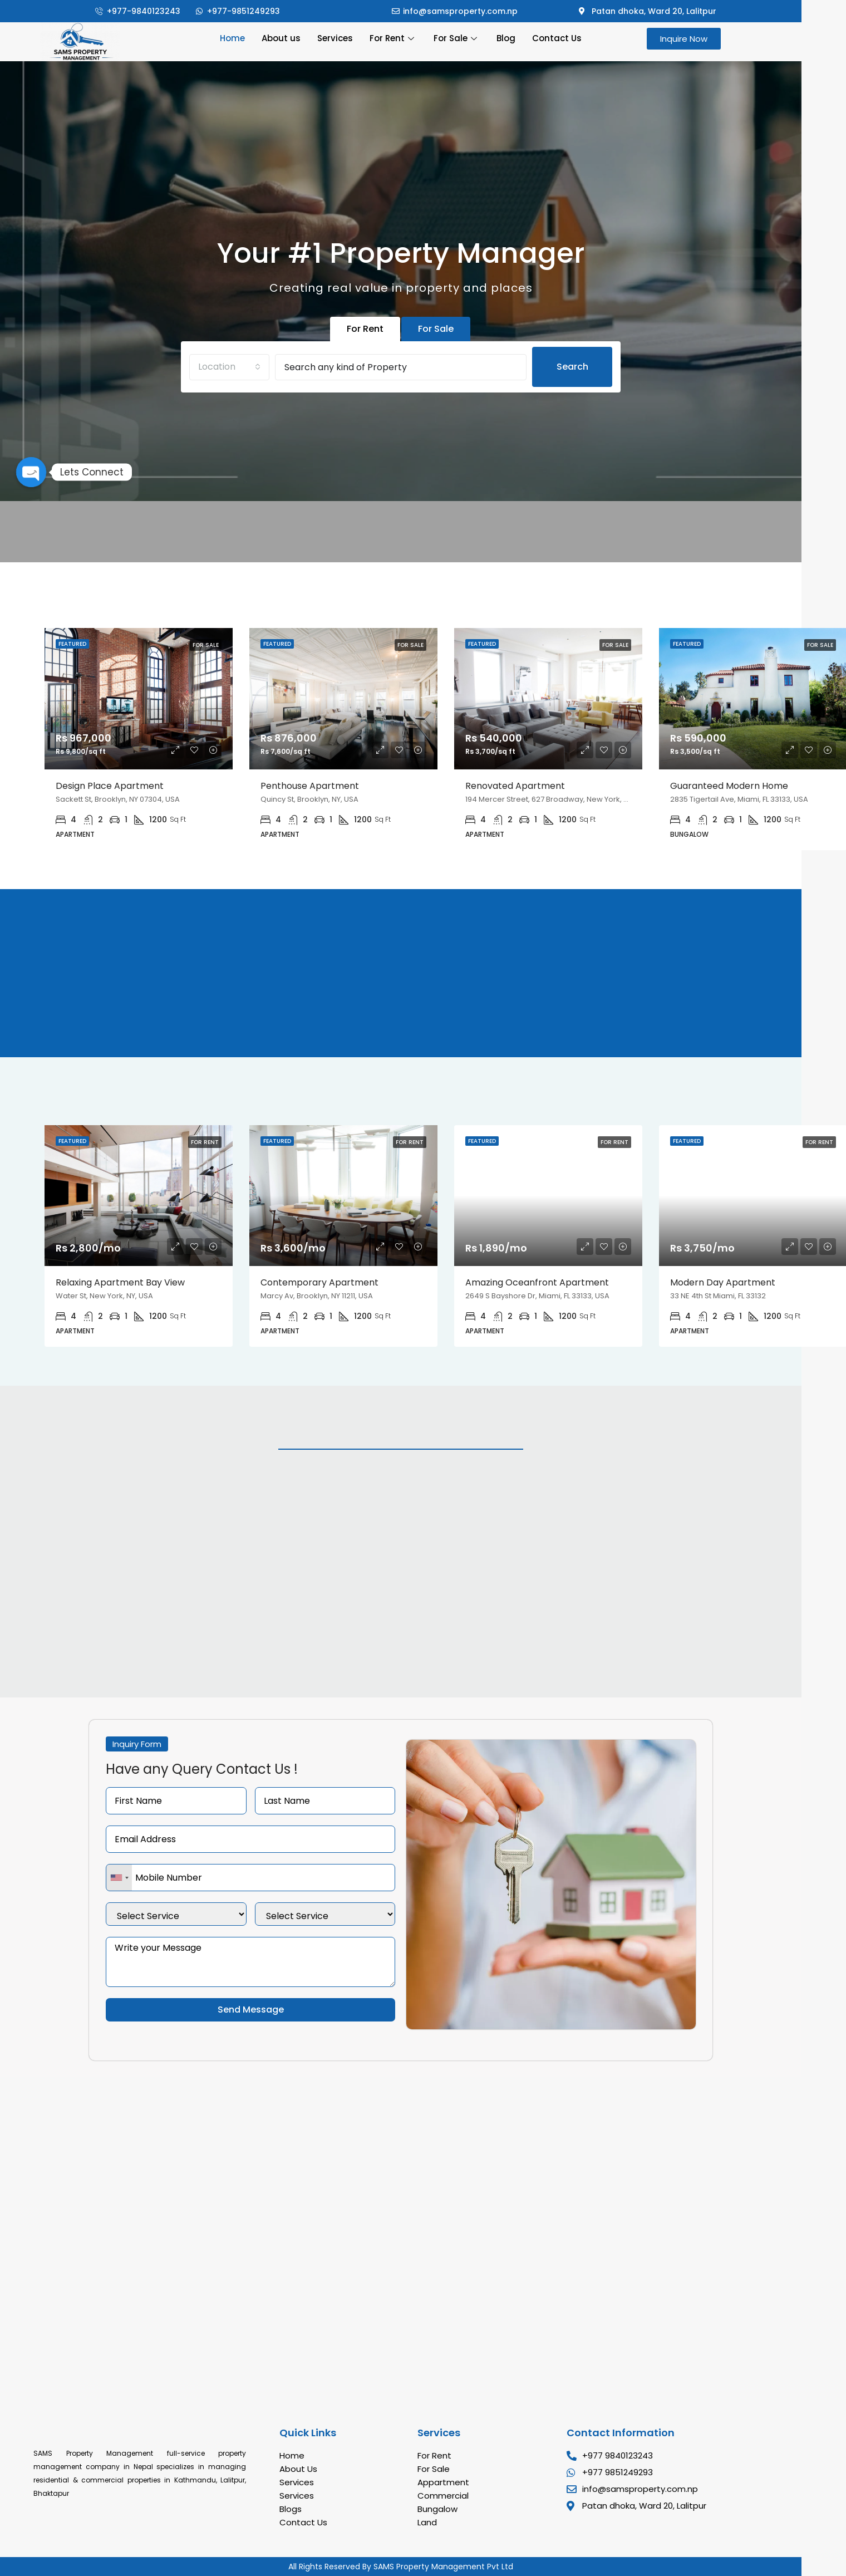 +977-9840123243 +977-9851249293 info@samsproperty.com.np Patan dhoka, Ward 20, Lalitpur
SAMS PROPERTY
MANAGEMENT
Home About us Services For Rent For Sale Blog Contact Us Inquire Now
Your #1 Property Manager
Creating real value in property and places
For Rent For Sale
Location Search any kind of Property Search
Lets Connect
FEATURED FOR SALE
Rs 967,000
Rs 9,800/sq ft
Design Place Apartment
Sackett St, Brooklyn, NY 07304, USA
4 2 1 1200 Sq Ft
APARTMENT
FEATURED FOR SALE
Rs 876,000
Rs 7,600/sq ft
Penthouse Apartment
Quincy St, Brooklyn, NY, USA
4 2 1 1200 Sq Ft
APARTMENT
FEATURED FOR SALE
Rs 540,000
Rs 3,700/sq ft
Renovated Apartment
194 Mercer Street, 627 Broadway, New York, ...
4 2 1 1200 Sq Ft
APARTMENT
FEATURED FOR SALE
Rs 590,000
Rs 3,500/sq ft
Guaranteed Modern Home
2835 Tigertail Ave, Miami, FL 33133, USA
4 2 1 1200 Sq Ft
BUNGALOW
FEATURED FOR RENT
Rs 2,800/mo
Relaxing Apartment Bay View
Water St, New York, NY, USA
4 2 1 1200 Sq Ft
APARTMENT
FEATURED FOR RENT
Rs 3,600/mo
Contemporary Apartment
Marcy Av, Brooklyn, NY 11211, USA
4 2 1 1200 Sq Ft
APARTMENT
FEATURED FOR RENT
Rs 1,890/mo
Amazing Oceanfront Apartment
2649 S Bayshore Dr, Miami, FL 33133, USA
4 2 1 1200 Sq Ft
APARTMENT
FEATURED FOR RENT
Rs 3,750/mo
Modern Day Apartment
33 NE 4th St Miami, FL 33132
4 2 1 1200 Sq Ft
APARTMENT
Inquiry Form
Have any Query Contact Us !
First Name Last Name
Email Address
Mobile Number
Select Service Select Service
Write your Message
Send Message
SAMS Property Management full-service property
management company in Nepal specializes in managing
residential & commercial properties in Kathmandu, Lalitpur,
Bhaktapur
Quick Links
Home
About Us
Services
Services
Blogs
Contact Us
Services
For Rent
For Sale
Appartment
Commercial
Bungalow
Land
Contact Information
+977 9840123243
+977 9851249293
info@samsproperty.com.np
Patan dhoka, Ward 20, Lalitpur
All Rights Reserved By SAMS Property Management Pvt Ltd